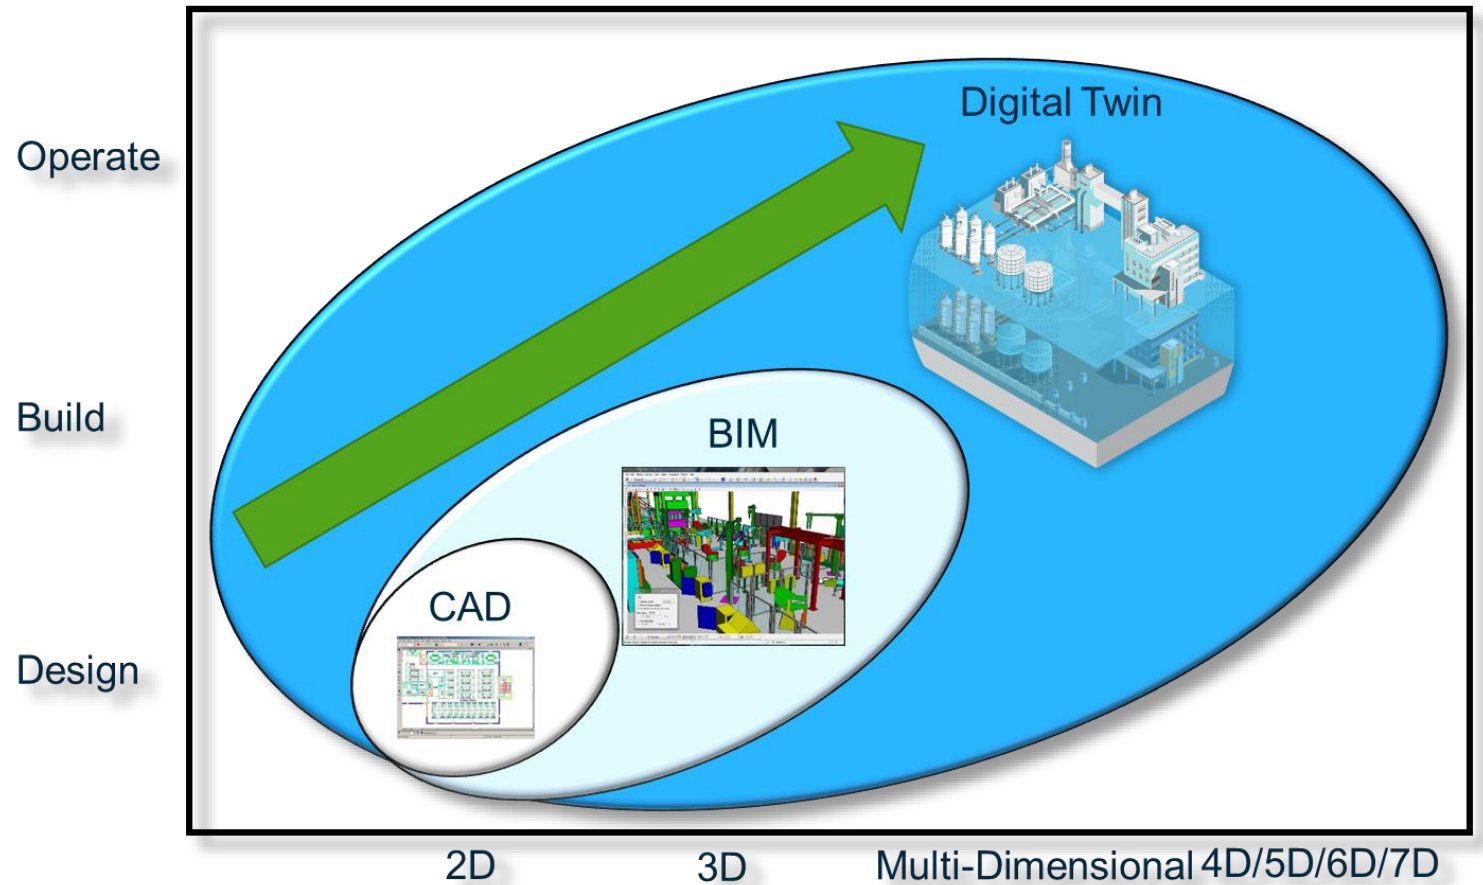 Digital Twin
Operate
Build
BIM
CAD
Design
2D
3D
Multi-Dimensional 4D/5D/6D/7D